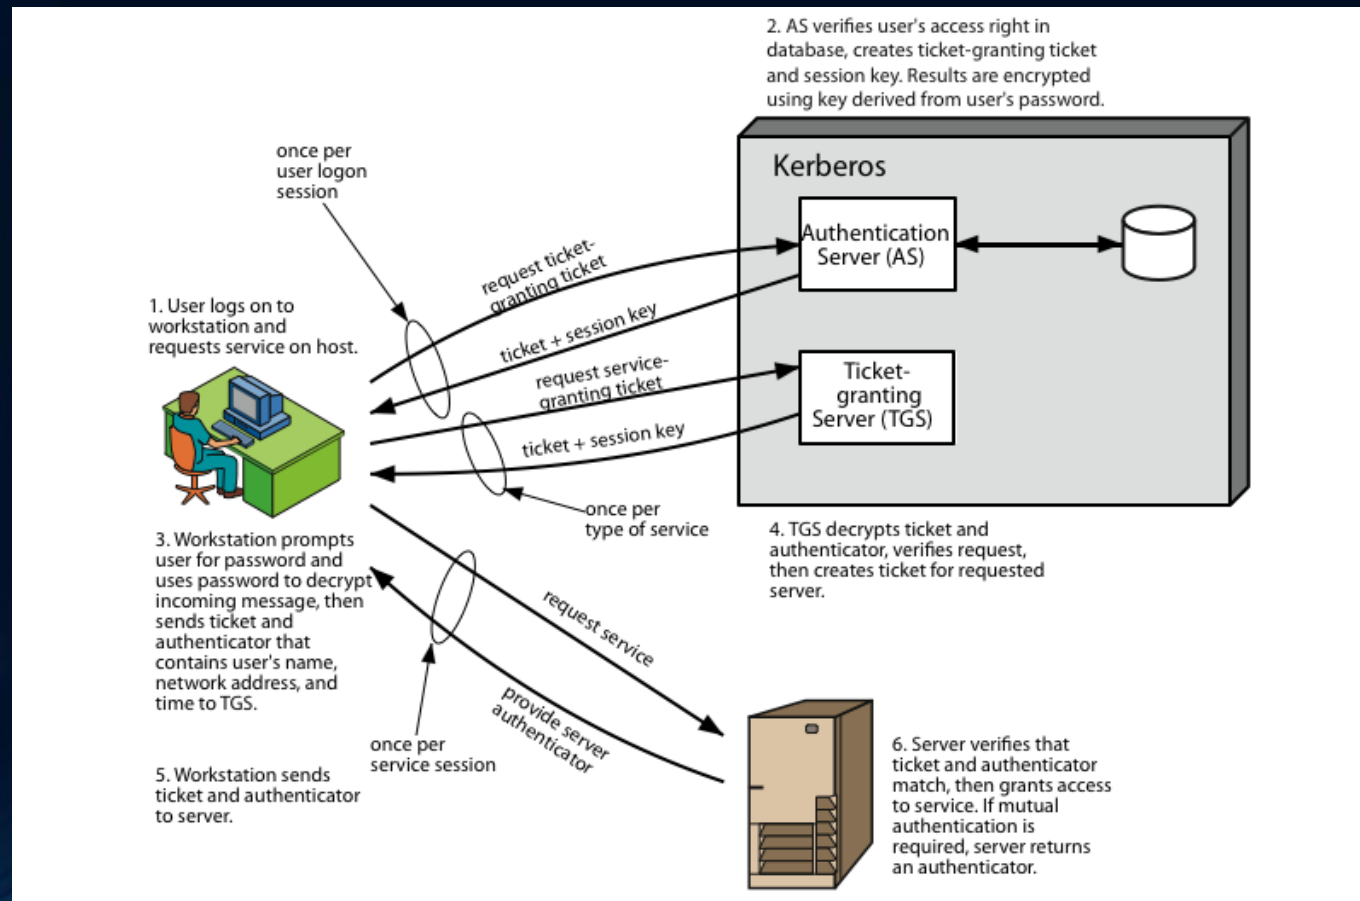 2. AS verifies user's access right in
database, creates ticket-granting ticket
and session key. Results are encrypted
using key derived from user's password.
once per
user logon
session
Kerberos
Authentication
Server (AS)
request ticket-
granting ticket
1. User logs on to
workstation and
requests service on host.
ticket + session key
request service-
granting ticket
Ticket-
granting
Server (TGS)
ticket + session key
once per
type of service
3. Workstation prompts
user for password and
uses password to decrypt
incoming message, then
sends ticket and
authenticator that
contains user's name,
network address, and
time to TGS.
4. TGS decrypts ticket and
authenticator, verifies request,
then creates ticket for requested
server.
request service
provide server
authenticator
once per
service session
5. Workstation sends
ticket and authenticator
to server.
6. Server verifies that
ticket and authenticator
match, then grants access
to service. If mutual
authentication is
required, server returns
an authenticator.